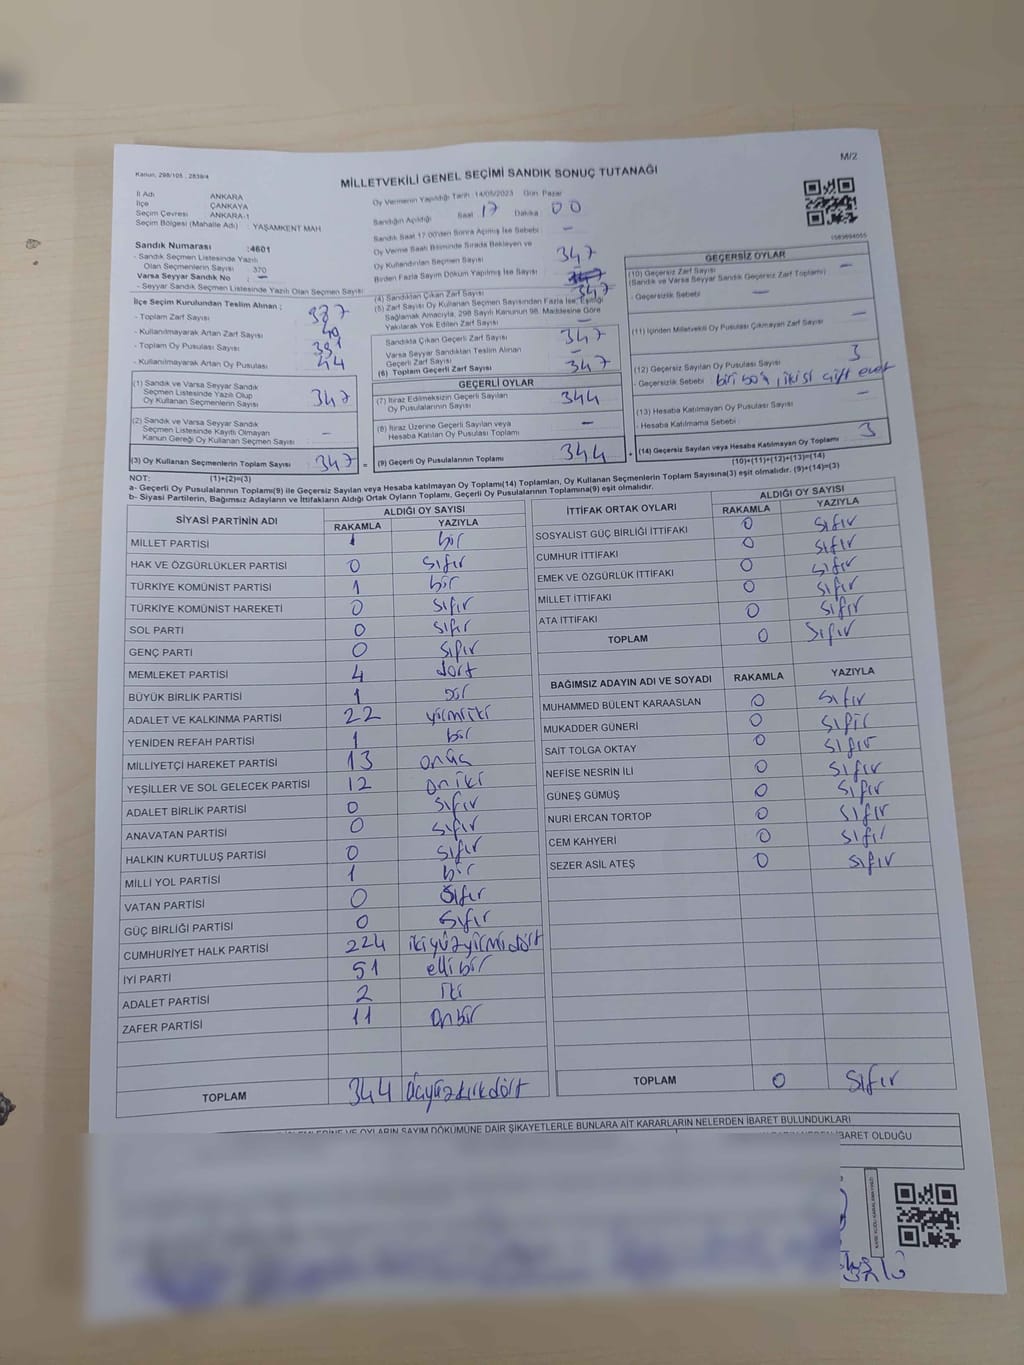 Kanun, 298/105 , 2839/4
M/2
MİLLETVEKİLİ GENEL SEÇİMİ SANDIK SONUÇ TUTANAĞI
İl Adı ANKARA
İlçe ÇANKAYA
Seçim Çevresi ANKARA-1
Seçim Bölgesi (Mahalle Adı) : YAŞAMKENT MAH
Sandık Numarası :4601
- Sandık Seçmen Listesinde Yazılı
Olan Seçmenlerin Sayısı : 370
Varsa Seyyar Sandık No : -
- Seyyar Sandık Seçmen Listesinde Yazılı Olan Seçmen Sayısı
Oy Vermenin Yapıldığı Tarih :14/05/2023 Gün: Pazar
Sandığın Açıldığı Saat 17 Dakika 00
Sandık Saat 17:00'den Sonra Açılmış İse Sebebi: -
Oy Verme Saati Bitiminde Sırada Bekleyen ve
Oy Kullandırılan Seçmen Sayısı 347
Birden Fazla Sayım Döküm Yapılmış İse Sayısı
İlçe Seçim Kurulundan Teslim Alınan ;
- Toplam Zarf Sayısı
- Kullanılmayarak Artan Zarf Sayısı
- Toplam Oy Pusulası Sayısı 391
- Kullanılmayarak Artan Oy Pusulası 44
(1) Sandık ve Varsa Seyyar Sandık
Seçmen Listesinde Yazılı Olup
Oy Kullanan Seçmenlerin Sayısı 347
(2) Sandık ve Varsa Seyyar Sandık
Seçmen Listesinde Kayıtlı Olmayan
Kanun Gereği Oy Kullanan Seçmen Sayısı -
(3) Oy Kullanan Seçmenlerin Toplam Sayısı 347 =
(4) Sandıktan Çıkan Zarf Sayısı 347
(5) Zarf Sayısı Oy Kullanan Seçmen Sayısından Fazla İse, Eşitliği
Sağlamak Amacıyla, 298 Sayılı Kanunun 98. Maddesine Göre
Yakılarak Yok Edilen Zarf Sayısı -
Sandıkta Çıkan Geçerli Zarf Sayısı 347
Varsa Seyyar Sandıktan Teslim Alınan
Geçerli Zarf Sayısı -
(6) Toplam Geçerli Zarf Sayısı 347
GEÇERLİ OYLAR
(7) İtiraz Edilmeksizin Geçerli Sayılan
Oy Pusulalarının Sayısı 344
(8) İtiraz Üzerine Geçerli Sayılan veya
Hesaba Katılan Oy Pusulası Toplamı -
(9) Geçerli Oy Pusulalarının Toplamı 344 +
GEÇERSİZ OYLAR
(10) Geçersiz Zarf Sayısı -
(Sandık ve Varsa Seyyar Sandık Geçersiz Zarf Toplamı)
- Geçersizlik Sebebi -
(11) İçinden Milletvekili Oy Pusulası Çıkmayan Zarf Sayısı -
(12) Geçersiz Sayılan Oy Pusulası Sayısı 3
- Geçersizlik Sebebi : biri boş, ikisi çift evet
(13) Hesaba Katılmayan Oy Pusulası Sayısı -
- Hesaba Katılmama Sebebi : -
(14) Geçersiz Sayılan veya Hesaba Katılmayan Oy Toplamı 3
NOT: (1)+(2)=(3)
(10)+(11)+(12)+(13)=(14)
a- Geçerli Oy Pusulalarının Toplamı(9) ile Geçersiz Sayılan veya Hesaba katılmayan Oy Toplamı(14) Toplamları, Oy Kullanan Seçmenlerin Toplam Sayısına(3) eşit olmalıdır. (9)+(14)=(3)
b- Siyasi Partilerin, Bağımsız Adayların ve İttifakların Aldığı Ortak Oyların Toplamı, Geçerli Oy Pusulalarının Toplamına(9) eşit olmalıdır.
SİYASİ PARTİNİN ADI ALDIĞI OY SAYISI
RAKAMLA YAZIYLA
MİLLET PARTİSİ 1 bir
HAK VE ÖZGÜRLÜKLER PARTİSİ 0 sıfır
TÜRKİYE KOMÜNİST PARTİSİ 1 bir
TÜRKİYE KOMÜNİST HAREKETİ 0 sıfır
SOL PARTİ 0 sıfır
GENÇ PARTİ 0 sıfır
MEMLEKET PARTİSİ 4 dört
BÜYÜK BİRLİK PARTİSİ 1 bir
ADALET VE KALKINMA PARTİSİ 22 yirmi iki
YENİDEN REFAH PARTİSİ 1 bir
MİLLİYETÇİ HAREKET PARTİSİ 13 onüç
YEŞİLLER VE SOL GELECEK PARTİSİ 12 on iki
ADALET BİRLİK PARTİSİ 0 sıfır
ANAVATAN PARTİSİ 0 sıfır
HALKIN KURTULUŞ PARTİSİ 0 sıfır
MİLLİ YOL PARTİSİ 1 bir
VATAN PARTİSİ 0 sıfır
GÜÇ BİRLİĞİ PARTİSİ 0 sıfır
CUMHURİYET HALK PARTİSİ 224 ikiyüzyirmidört
İYİ PARTİ 51 elli bir
ADALET PARTİSİ 2 iki
ZAFER PARTİSİ 11 onbir
TOPLAM 344 üçyüzkırkdört
İTTİFAK ORTAK OYLARI ALDIĞI OY SAYISI
RAKAMLA YAZIYLA
SOSYALİST GÜÇ BİRLİĞİ İTTİFAKI 0 sıfır
CUMHUR İTTİFAKI 0 sıfır
EMEK VE ÖZGÜRLÜK İTTİFAKI 0 sıfır
MİLLET İTTİFAKI 0 sıfır
ATA İTTİFAKI 0 sıfır
TOPLAM 0 sıfır
BAĞIMSIZ ADAYIN ADI VE SOYADI RAKAMLA YAZIYLA
MUHAMMED BÜLENT KARAASLAN 0 sıfır
MUKADDER GÜNERİ 0 sıfır
SAİT TOLGA OKTAY 0 sıfır
NEFİSE NESRİN İLİ 0 sıfır
GÜNEŞ GÜMÜŞ 0 sıfır
NURİ ERCAN TORTOP 0 sıfır
CEM KAHYERİ 0 sıfır
SEZER ASİL ATEŞ 0 sıfır
TOPLAM 0 sıfır
OYLARIN SAYIM DÖKÜMÜNE DAİR ŞİKAYETLERLE BUNLARA AİT KARARLARIN NELERDEN İBARET BULUNDUKLARI
İBARET OLDUĞU